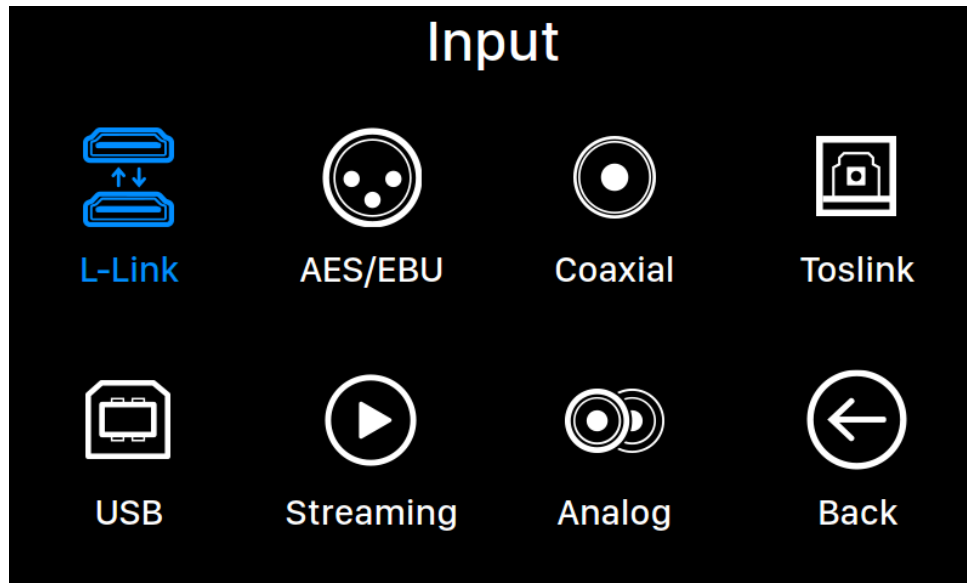 Input
L-Link AES/EBU Coaxial Toslink
USB Streaming Analog Back